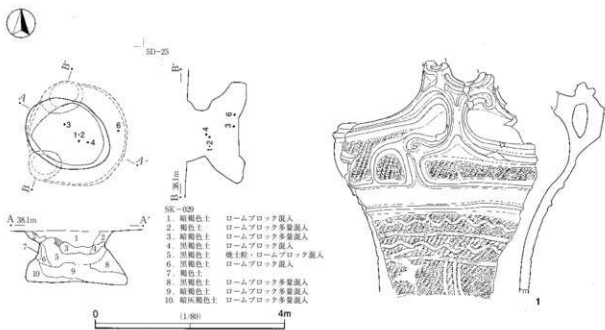 5D-25
B
B'
A
A'
3
1-2
4
6
B
B'
6
3
4
1-2
B 38.1m
A 38.1m
A'
1
7
6
5
3
4
10
9
8
SK-029
1. 暗褐色土 ロームブロック混入
2. 褐色土 ロームブロック多量混入
3. 暗褐色土 ロームブロック多量混入
4. 黒褐色土 ロームブロック混入
5. 黒褐色土 焼土粒・ロームブロック混入
6. 黒褐色土 ロームブロック混入
7. 褐色土
8. 黒褐色土 ロームブロック多量混入
9. 暗褐色土 ロームブロック多量混入
10. 暗灰褐色土 ロームブロック多量混入
0 (1/80) 4m
1